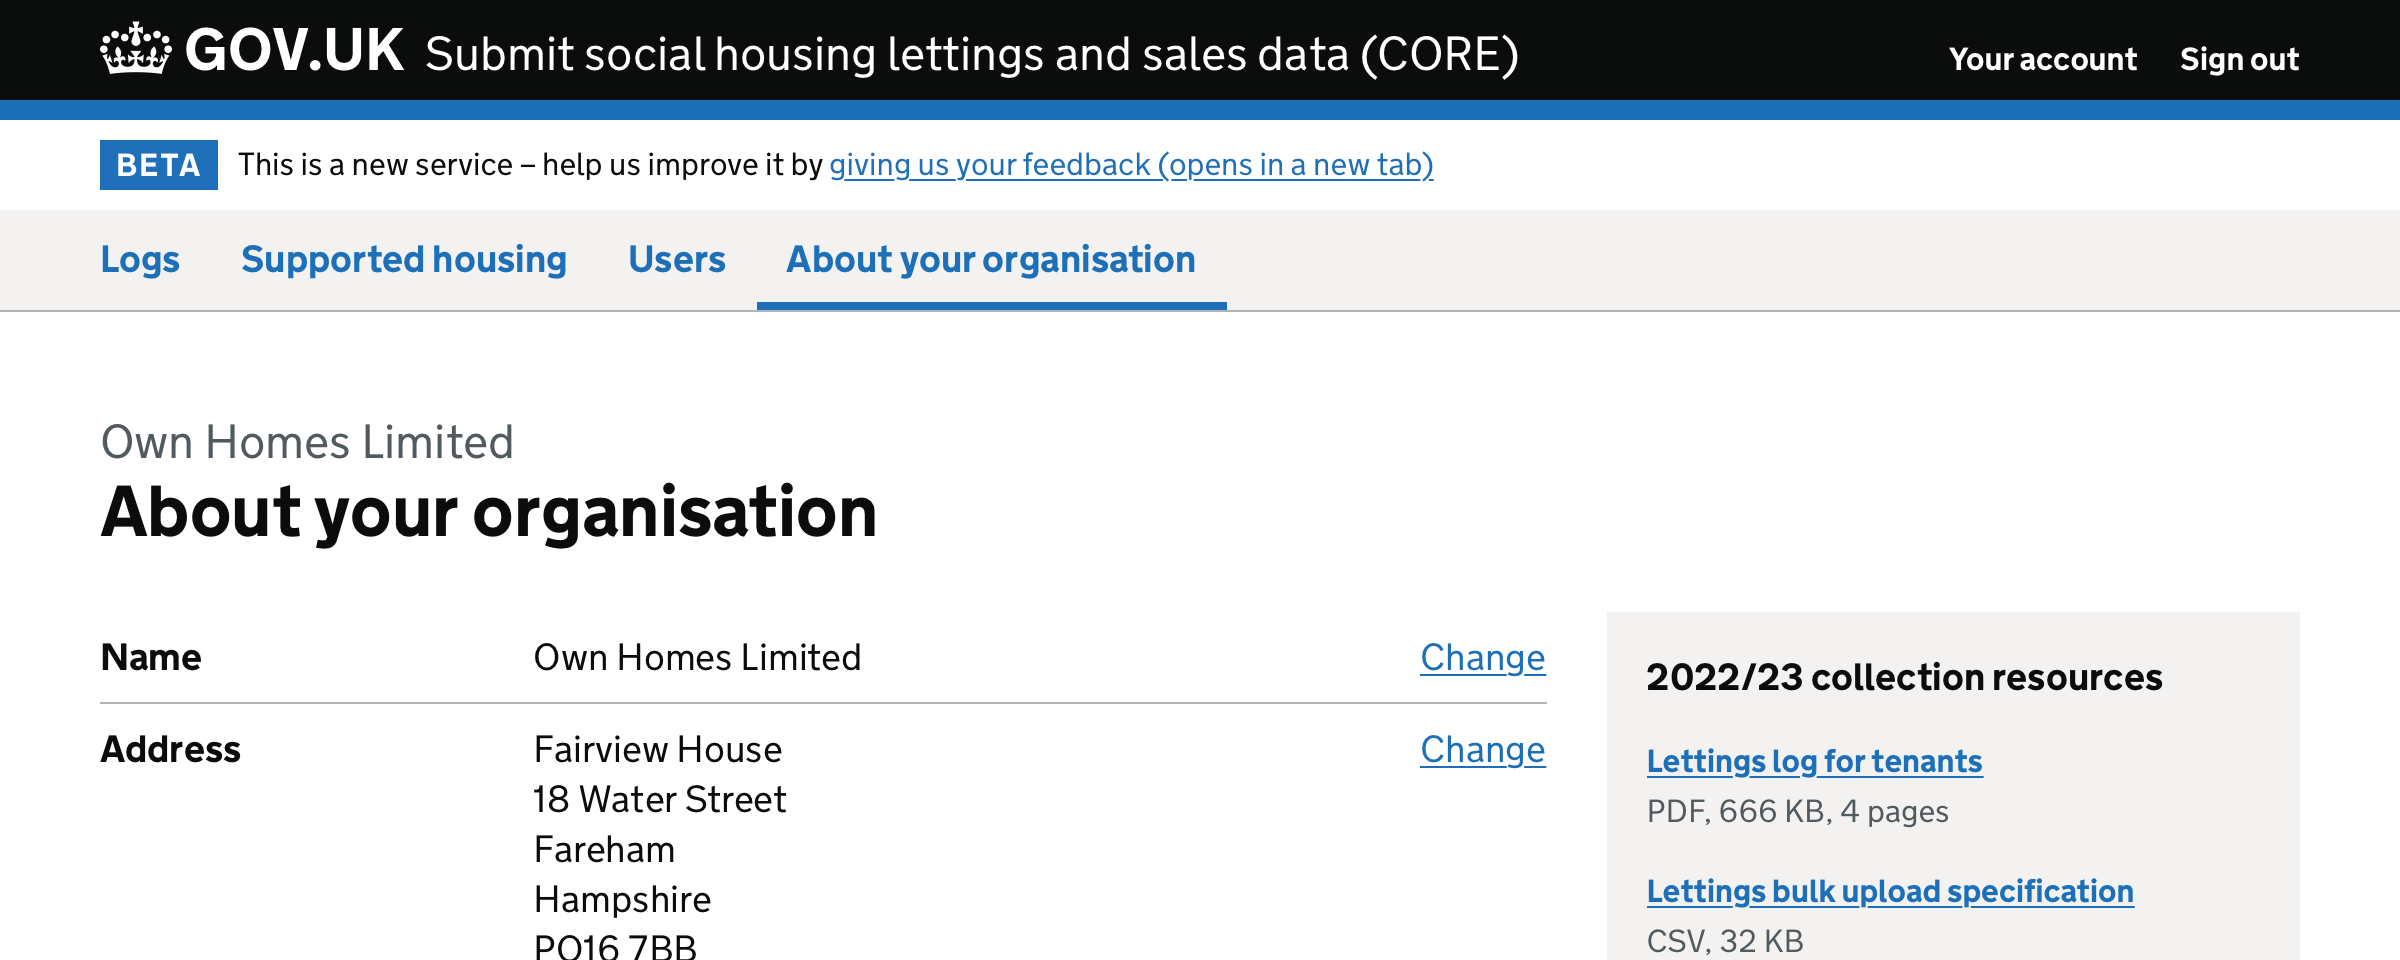 GOV.UK Submit social housing lettings and sales data (CORE) Your account Sign out
BETA This is a new service – help us improve it by giving us your feedback (opens in a new tab)
Logs Supported housing Users About your organisation
Own Homes Limited
About your organisation
Name Own Homes Limited Change
Address Fairview House Change
18 Water Street
Fareham
Hampshire
PO16 7BB
2022/23 collection resources
Lettings log for tenants
PDF, 666 KB, 4 pages
Lettings bulk upload specification
CSV, 32 KB